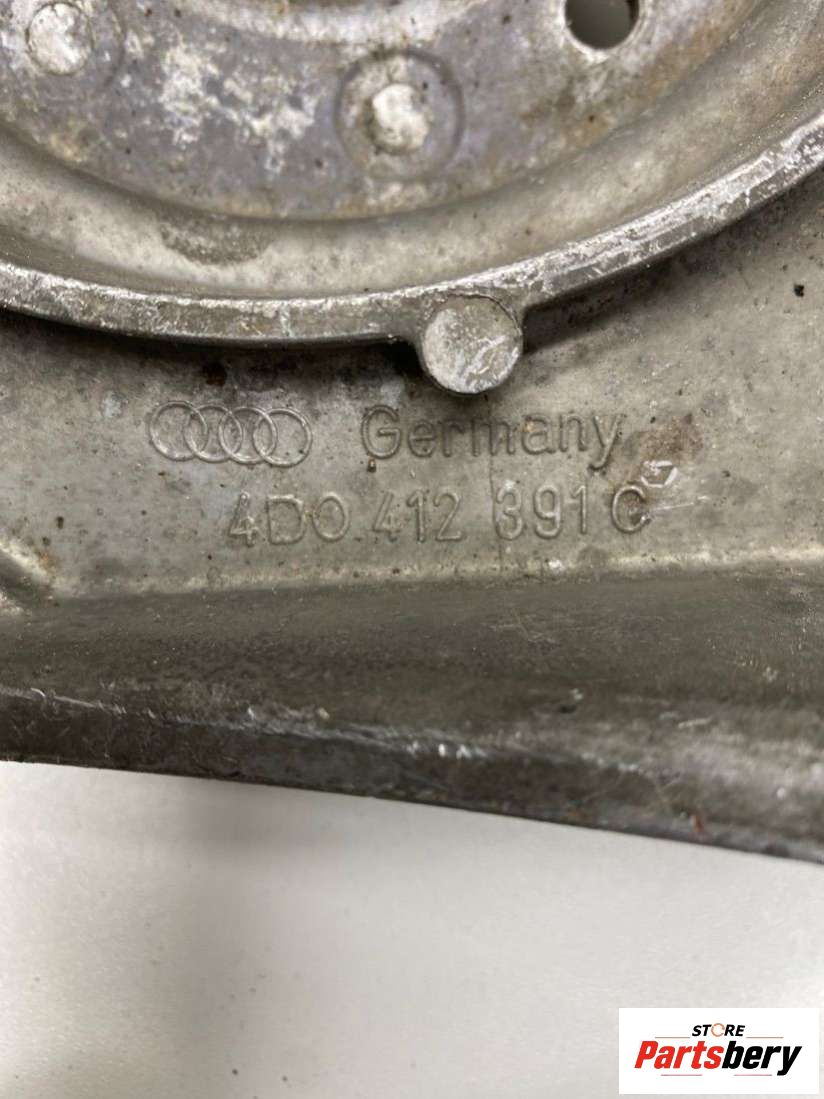 Germany
4D0 412 391 C
STORE
Partsbery